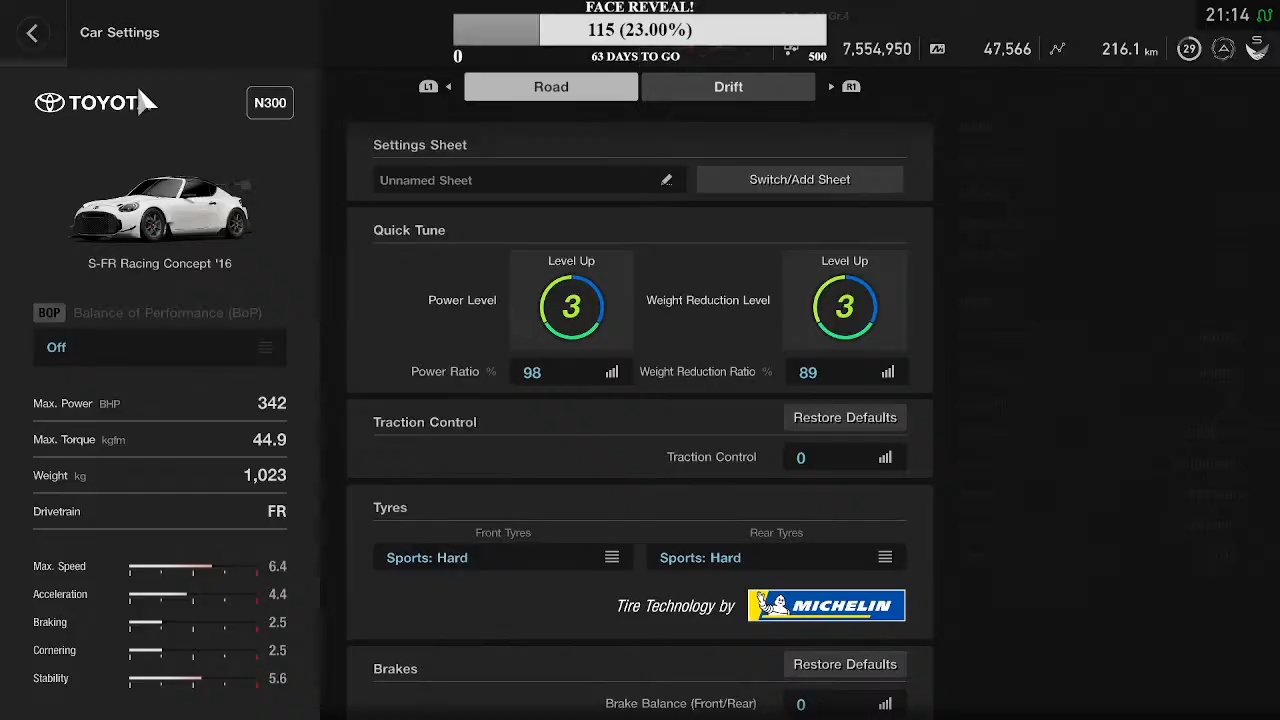 FACE REVEAL!
21:14
Car Settings
115 (23.00%)
0
63 DAYS TO GO
500
Gr.4
7,554,950
47,566
216.1 km
29
S
TOYOTA
N300
L1
Road
Drift
R1
Settings Sheet
Unnamed Sheet
Switch/Add Sheet
S-FR Racing Concept '16
Quick Tune
Level Up
Level Up
Power Level
3
Weight Reduction Level
3
Power Ratio %
98
Weight Reduction Ratio %
89
BOP
Balance of Performance (BoP)
Off
Max. Power BHP
342
Max. Torque kgfm
44.9
Weight kg
1,023
Drivetrain
FR
Traction Control
Restore Defaults
Traction Control
0
Tyres
Front Tyres
Rear Tyres
Sports: Hard
Sports: Hard
Tire Technology by
MICHELIN
Max. Speed
6.4
Acceleration
4.4
Braking
2.5
Cornering
2.5
Stability
5.6
Brakes
Restore Defaults
Brake Balance (Front/Rear)
0